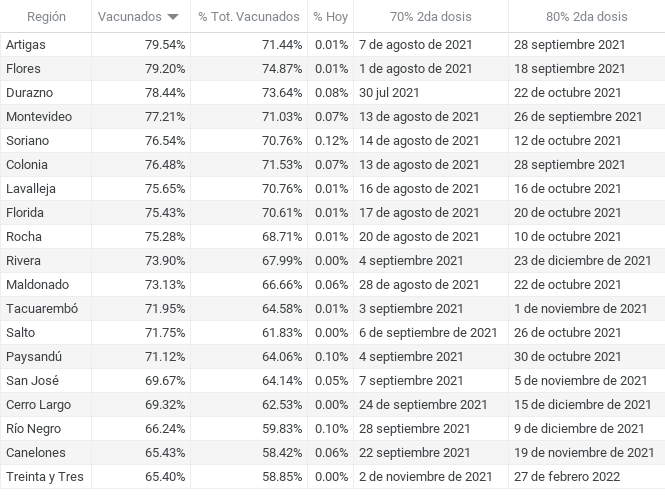 Región Vacunados % Tot. Vacunados % Hoy 70% 2da dosis 80% 2da dosis
Artigas 79.54% 71.44% 0.01% 7 de agosto de 2021 28 septiembre 2021
Flores 79.20% 74.87% 0.01% 1 de agosto de 2021 18 septiembre 2021
Durazno 78.44% 73.64% 0.08% 30 jul 2021 22 de octubre 2021
Montevideo 77.21% 71.03% 0.07% 13 de agosto de 2021 26 de septiembre 2021
Soriano 76.54% 70.76% 0.12% 14 de agosto de 2021 12 de octubre 2021
Colonia 76.48% 71.53% 0.07% 13 de agosto de 2021 28 septiembre 2021
Lavalleja 75.65% 70.76% 0.01% 16 de agosto de 2021 16 de octubre 2021
Florida 75.43% 70.61% 0.01% 17 de agosto de 2021 20 de octubre 2021
Rocha 75.28% 68.71% 0.01% 20 de agosto de 2021 10 de octubre 2021
Rivera 73.90% 67.99% 0.00% 4 septiembre 2021 23 de diciembre de 2021
Maldonado 73.13% 66.66% 0.06% 28 de agosto de 2021 22 de octubre 2021
Tacuarembó 71.95% 64.58% 0.01% 3 septiembre 2021 1 de noviembre de 2021
Salto 71.75% 61.83% 0.00% 6 de septiembre de 2021 26 de octubre 2021
Paysandú 71.12% 64.06% 0.10% 4 septiembre 2021 30 de octubre 2021
San José 69.67% 64.14% 0.05% 7 septiembre 2021 5 de noviembre de 2021
Cerro Largo 69.32% 62.53% 0.00% 24 de septiembre de 2021 15 de diciembre de 2021
Río Negro 66.24% 59.83% 0.10% 28 septiembre 2021 9 de diciembre de 2021
Canelones 65.43% 58.42% 0.06% 22 septiembre 2021 19 de noviembre de 2021
Treinta y Tres 65.40% 58.85% 0.00% 2 de noviembre de 2021 27 de febrero 2022